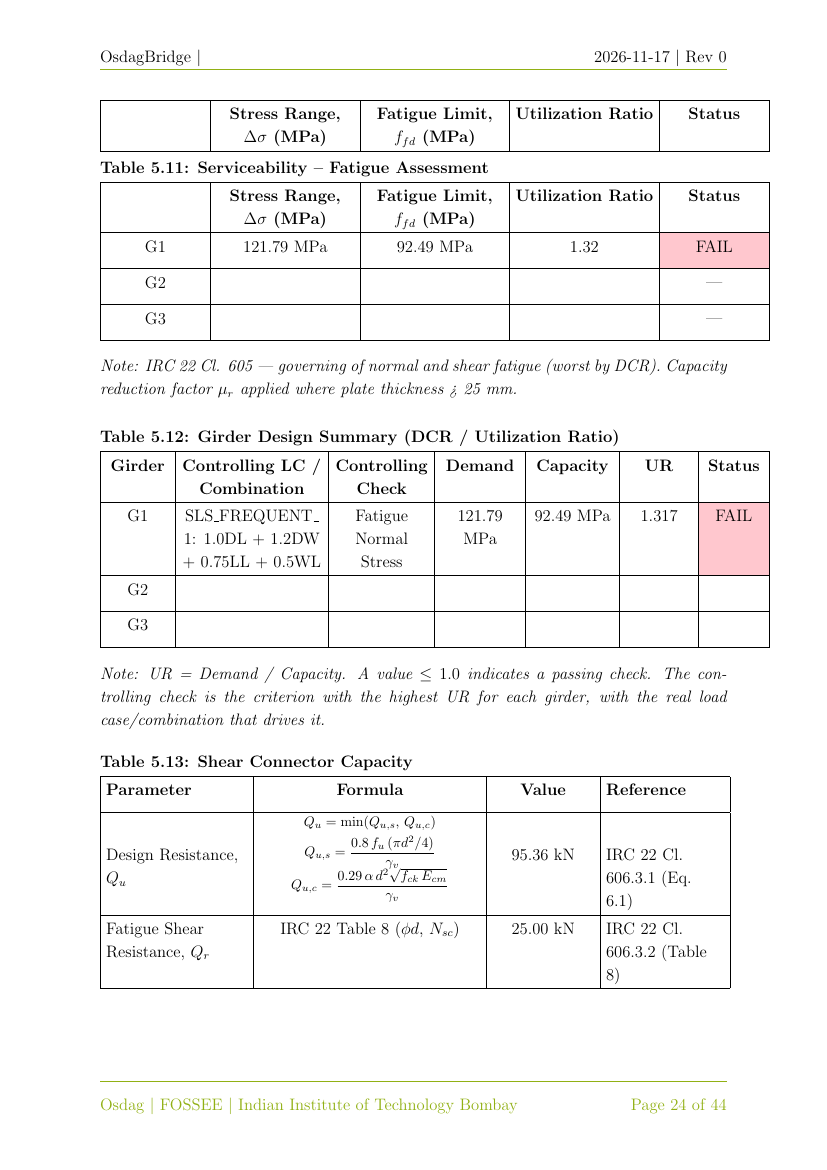 OsdagBridge |
2026-11-17 | Rev 0
Stress Range, Δσ (MPa) | Fatigue Limit, f_fd (MPa) | Utilization Ratio | Status
Table 5.11: Serviceability – Fatigue Assessment
Stress Range, Δσ (MPa) | Fatigue Limit, f_fd (MPa) | Utilization Ratio | Status
G1 | 121.79 MPa | 92.49 MPa | 1.32 | FAIL
G2 | —
G3 | —
Note: IRC 22 Cl. 605 — governing of normal and shear fatigue (worst by DCR). Capacity
reduction factor μ_r applied where plate thickness ¿ 25 mm.
Table 5.12: Girder Design Summary (DCR / Utilization Ratio)
Girder | Controlling LC / Combination | Controlling Check | Demand | Capacity | UR | Status
G1 | SLS_FREQUENT_1: 1.0DL + 1.2DW + 0.75LL + 0.5WL | Fatigue Normal Stress | 121.79 MPa | 92.49 MPa | 1.317 | FAIL
G2
G3
Note: UR = Demand / Capacity. A value ≤ 1.0 indicates a passing check. The con-
trolling check is the criterion with the highest UR for each girder, with the real load
case/combination that drives it.
Table 5.13: Shear Connector Capacity
Parameter | Formula | Value | Reference
Design Resistance, Q_u | Q_u = min(Q_u,s, Q_u,c) Q_u,s = 0.8 f_u (πd²/4) / γ_v Q_u,c = 0.29 α d² √(f_ck E_cm) / γ_v | 95.36 kN | IRC 22 Cl. 606.3.1 (Eq. 6.1)
Fatigue Shear Resistance, Q_r | IRC 22 Table 8 (ϕd, N_sc) | 25.00 kN | IRC 22 Cl. 606.3.2 (Table 8)
Osdag | FOSSEE | Indian Institute of Technology Bombay
Page 24 of 44